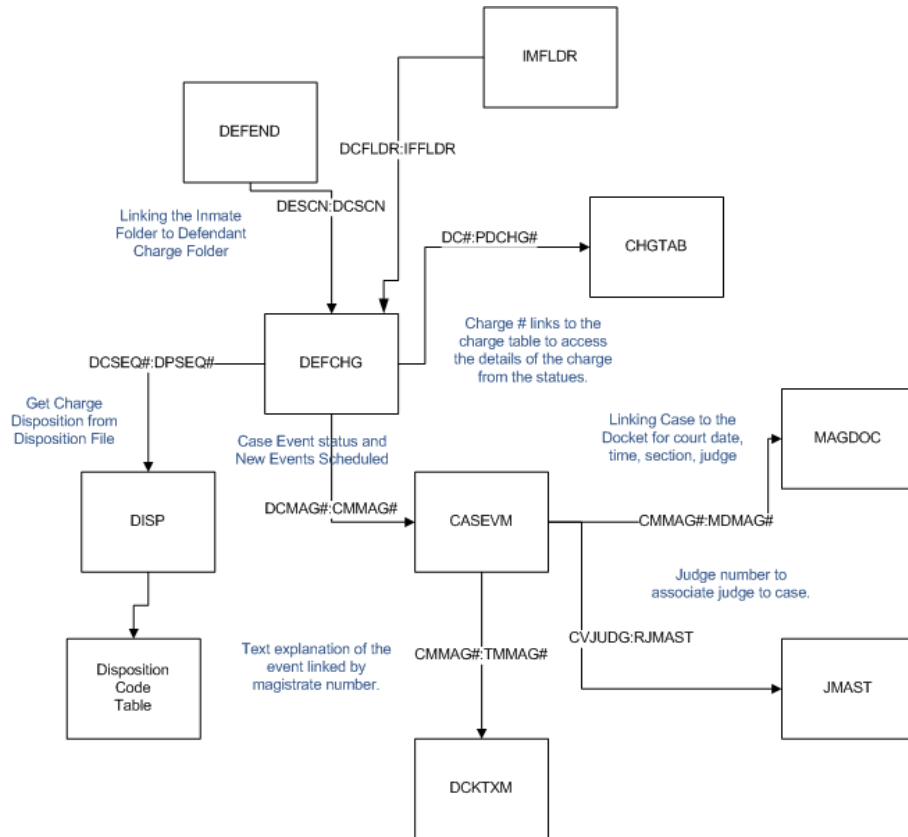 IMFLDR
DEFEND
DCFLDR:IFFLDR
DESCN:DCSCN
Linking the Inmate
Folder to Defendant
Charge Folder
DC#:PDCHG#
CHGTAB
DEFCHG
Charge # links to the
charge table to access
the details of the charge
from the statues.
DCSEQ#:DPSEQ#
Get Charge
Disposition from
Disposition File
Case Event status and
New Events Scheduled
Linking Case to the
Docket for court date,
time, section, judge
MAGDOC
DISP
DCMAG#:CMMAG#
CASEVM
CMMAG#:MDMAG#
Judge number to
associate judge to case.
Disposition
Code
Table
Text explanation of the
event linked by
magistrate number.
CMMAG#:TMMAG#
CVJUDG:RJMAST
JMAST
DCKTXM